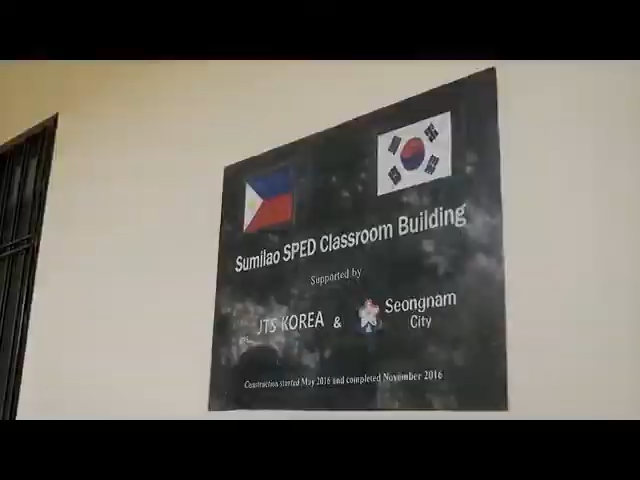 Sumilao SPED Classroom Building
Supported by
JTS KOREA & Seongnam City
Construction started May 2016 and completed November 2016